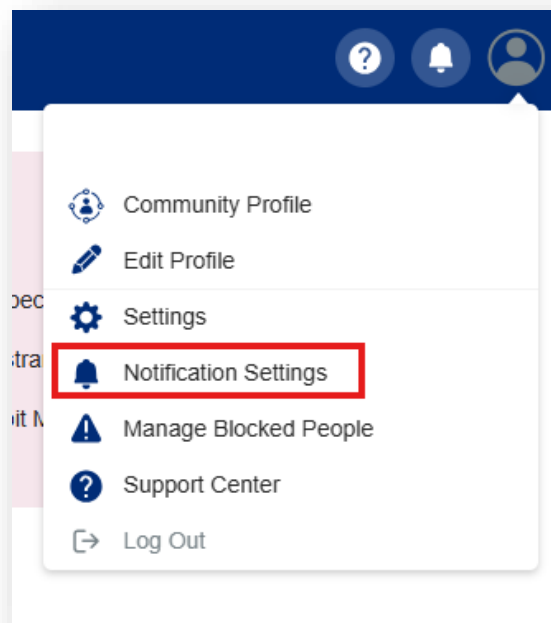 Community Profile
Edit Profile
Settings
Notification Settings
Manage Blocked People
Support Center
Log Out